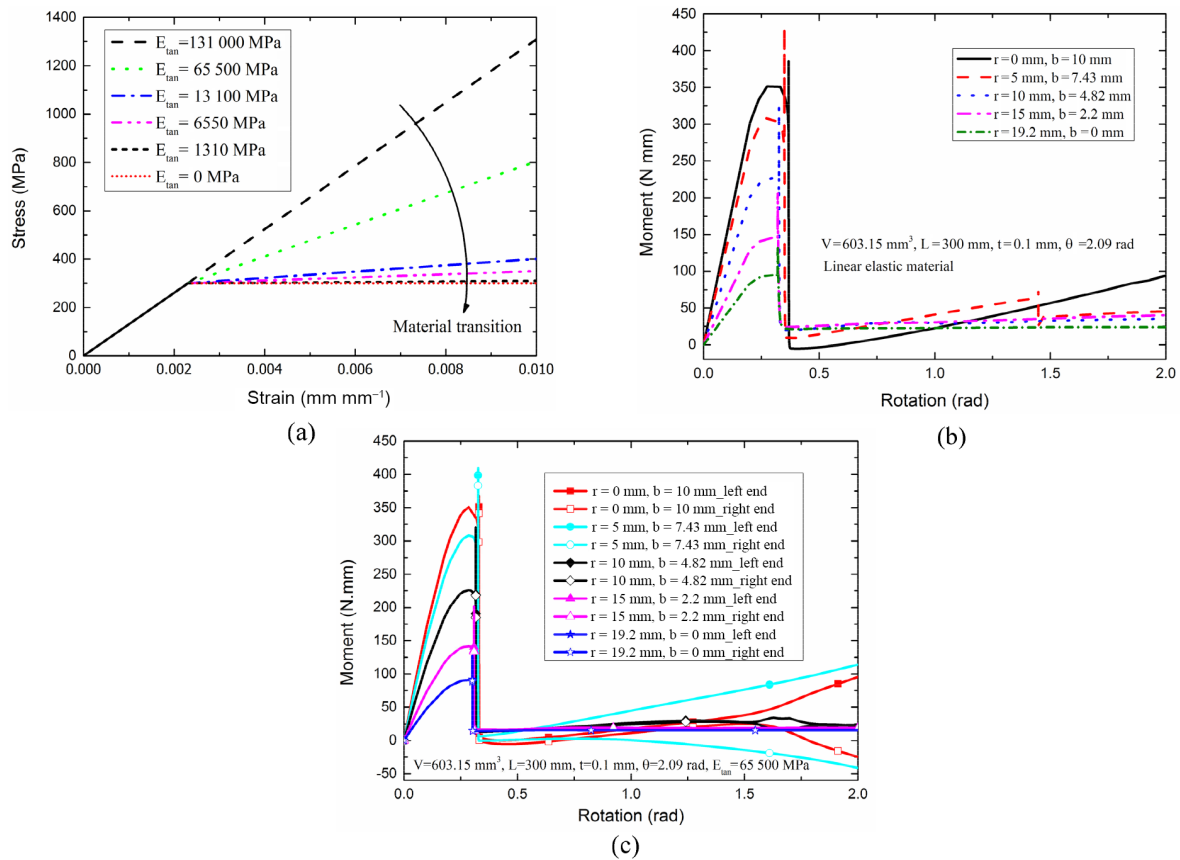 1400
1200
1000
800
600
400
300
200
0
0.000
0.002
0.004
0.006
0.008
0.010
Stress (MPa)
Strain (mm mm⁻¹)
E_tan=131 000 MPa
E_tan= 65 500 MPa
E_tan= 13 100 MPa
E_tan= 6550 MPa
E_tan= 1310 MPa
E_tan= 0 MPa
Material transition
(a)
450
400
350
300
250
200
150
100
50
0
0.0
0.5
1.0
1.5
2.0
Moment (N mm)
Rotation (rad)
r=0 mm, b = 10 mm
r=5 mm, b=7.43 mm
r=10 mm, b=4.82 mm
r=15 mm, b=2.2 mm
r=19.2 mm, b=0 mm
V=603.15 mm³, L=300 mm, t=0.1 mm, θ=2.09 rad
Linear elastic material
(b)
450
400
350
300
250
200
150
100
50
0
-50
0.0
0.5
1.0
1.5
2.0
Moment (N.mm)
Rotation (rad)
r = 0 mm, b = 10 mm_left end
r = 0 mm, b = 10 mm_right end
r = 5 mm, b = 7.43 mm_left end
r = 5 mm, b = 7.43 mm_right end
r = 10 mm, b = 4.82 mm_left end
r = 10 mm, b = 4.82 mm_right end
r = 15 mm, b = 2.2 mm_left end
r = 15 mm, b = 2.2 mm_right end
r = 19.2 mm, b = 0 mm_left end
r = 19.2 mm, b = 0 mm_right end
V=603.15 mm³, L=300 mm, t=0.1 mm, θ=2.09 rad, E_tan=65 500 MPa
(c)